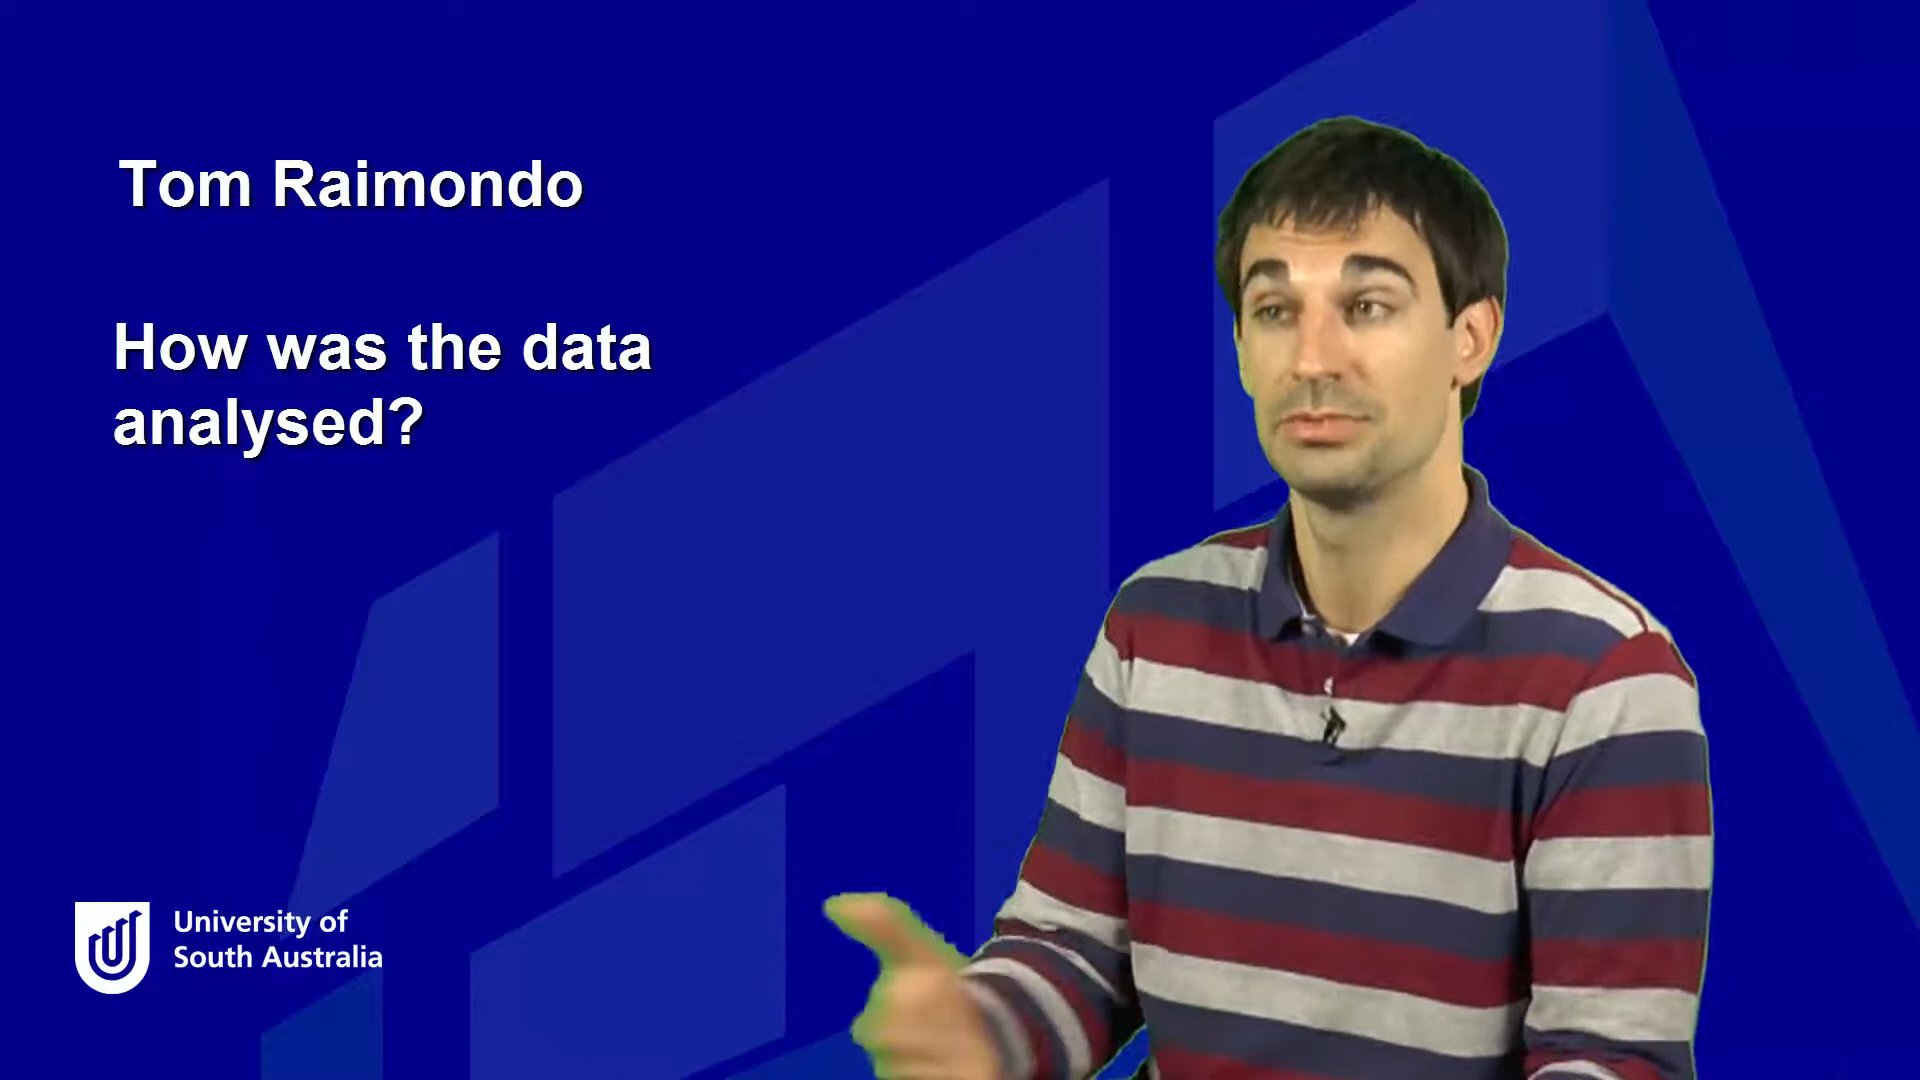 Tom Raimondo
How was the data
analysed?
University of
South Australia